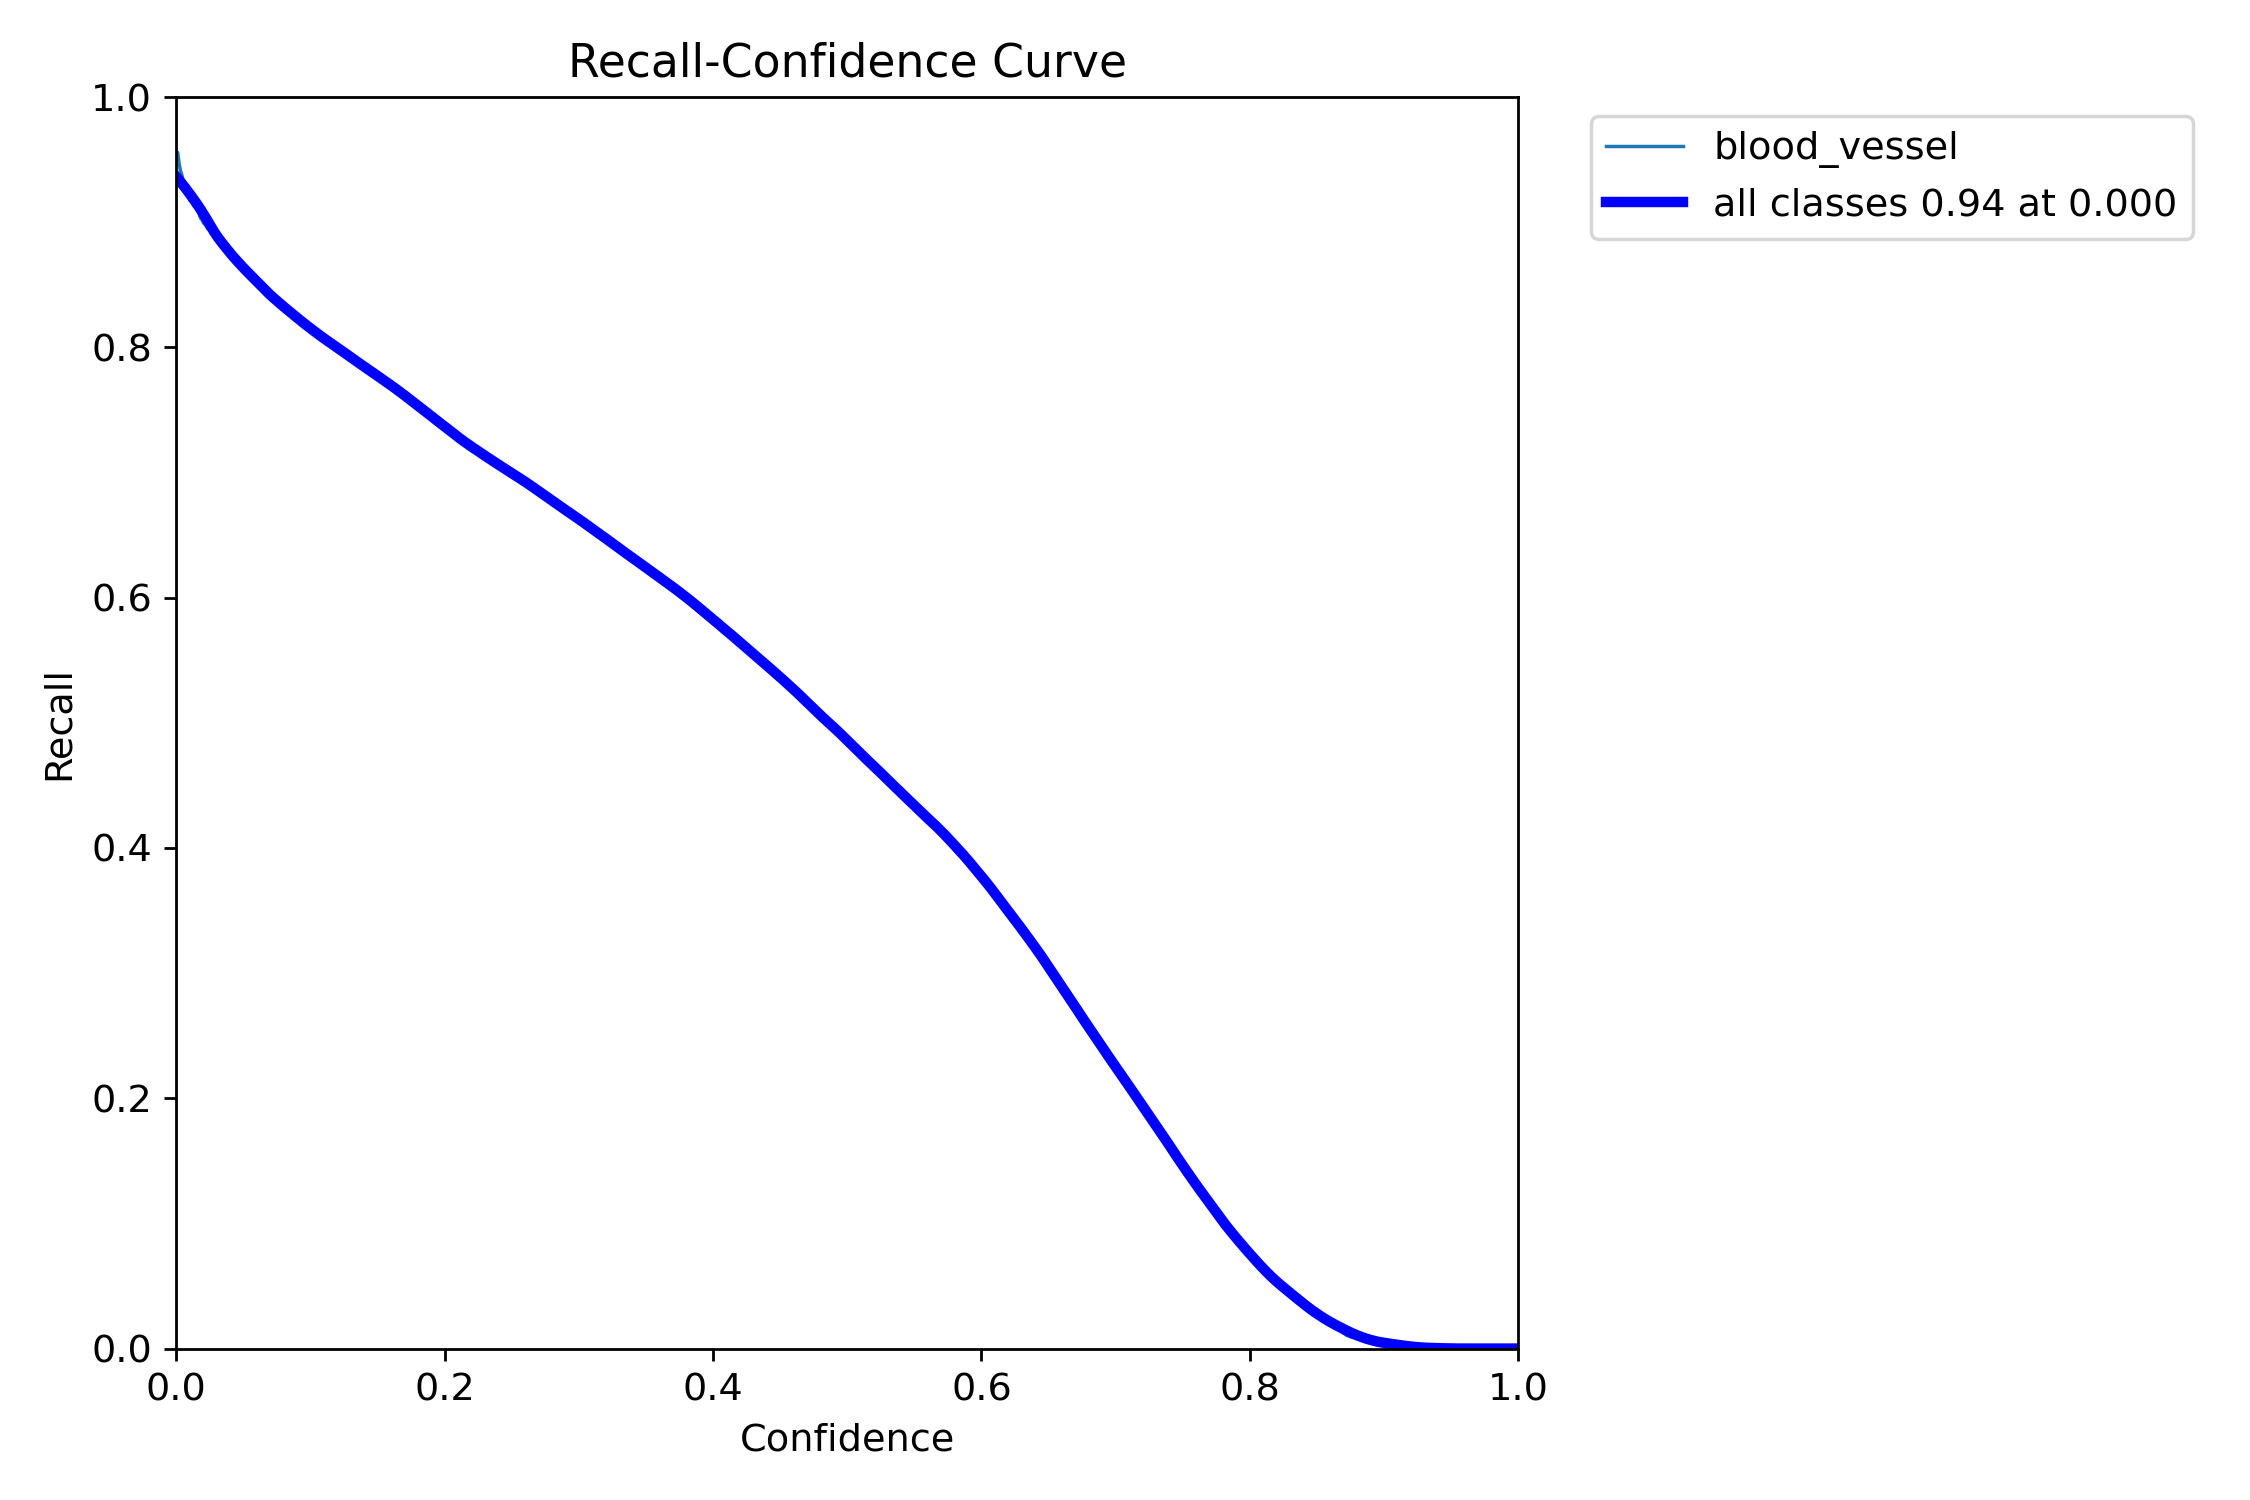 Recall-Confidence Curve
1.0
0.8
0.6
0.4
0.2
0.0
Recall
0.0 0.2 0.4 0.6 0.8 1.0
Confidence
blood_vessel
all classes 0.94 at 0.000